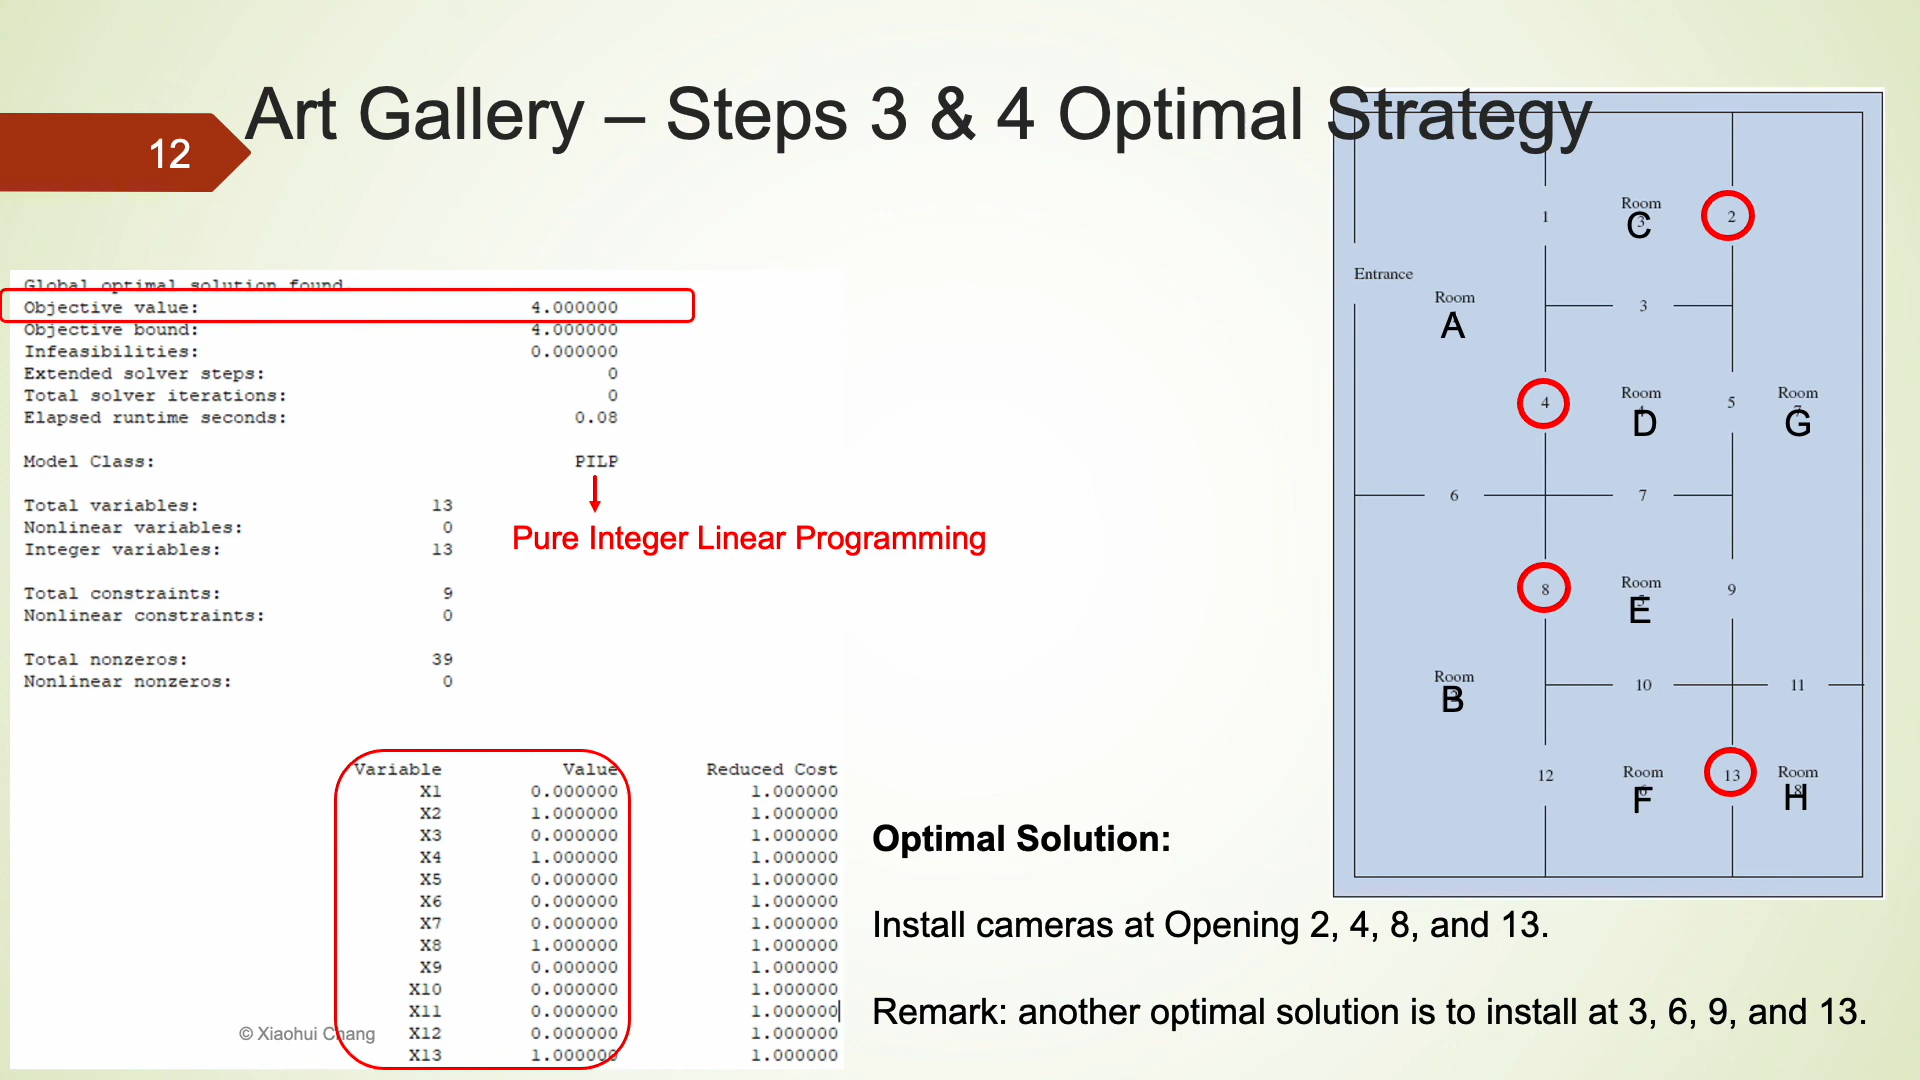 12
Art Gallery – Steps 3 & 4 Optimal Strategy
Global optimal solution found
Objective value: 4.000000
Objective bound: 4.000000
Infeasibilities: 0.000000
Extended solver steps: 0
Total solver iterations: 0
Elapsed runtime seconds: 0.08
Model Class: PILP
Pure Integer Linear Programming
Total variables: 13
Nonlinear variables: 0
Integer variables: 13
Total constraints: 9
Nonlinear constraints: 0
Total nonzeros: 39
Nonlinear nonzeros: 0
Variable Value Reduced Cost
X1 0.000000 1.000000
X2 1.000000 1.000000
X3 0.000000 1.000000
X4 1.000000 1.000000
X5 0.000000 1.000000
X6 0.000000 1.000000
X7 0.000000 1.000000
X8 1.000000 1.000000
X9 0.000000 1.000000
X10 0.000000 1.000000
X11 0.000000 1.000000
X12 0.000000 1.000000
X13 1.000000 1.000000
© Xiaohui Chang
Room
1 C 2
Entrance
Room
3
A
Room Room
4 5
D G
6 7
Room
8 9
E
Room
10 11
B
Room Room
12 13
F H
Optimal Solution:
Install cameras at Opening 2, 4, 8, and 13.
Remark: another optimal solution is to install at 3, 6, 9, and 13.